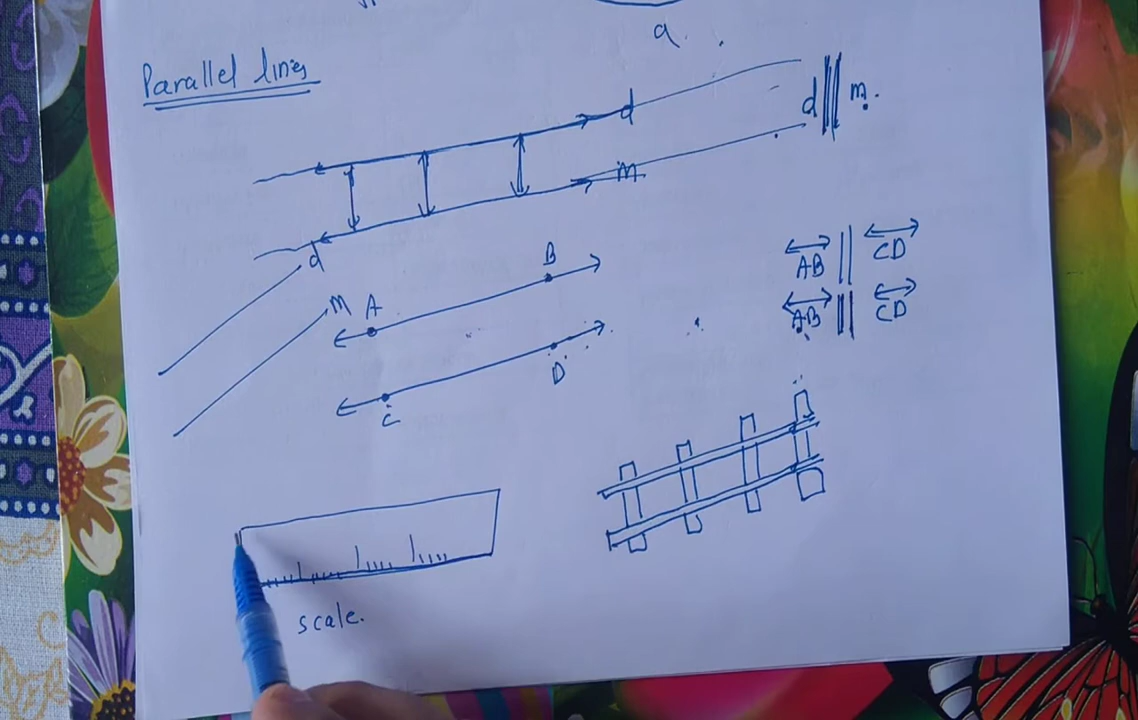 a.
Parallel lines
d
d ||| m.
m
d
B
AB || CD
m A
AB || CD
D
C
scale.